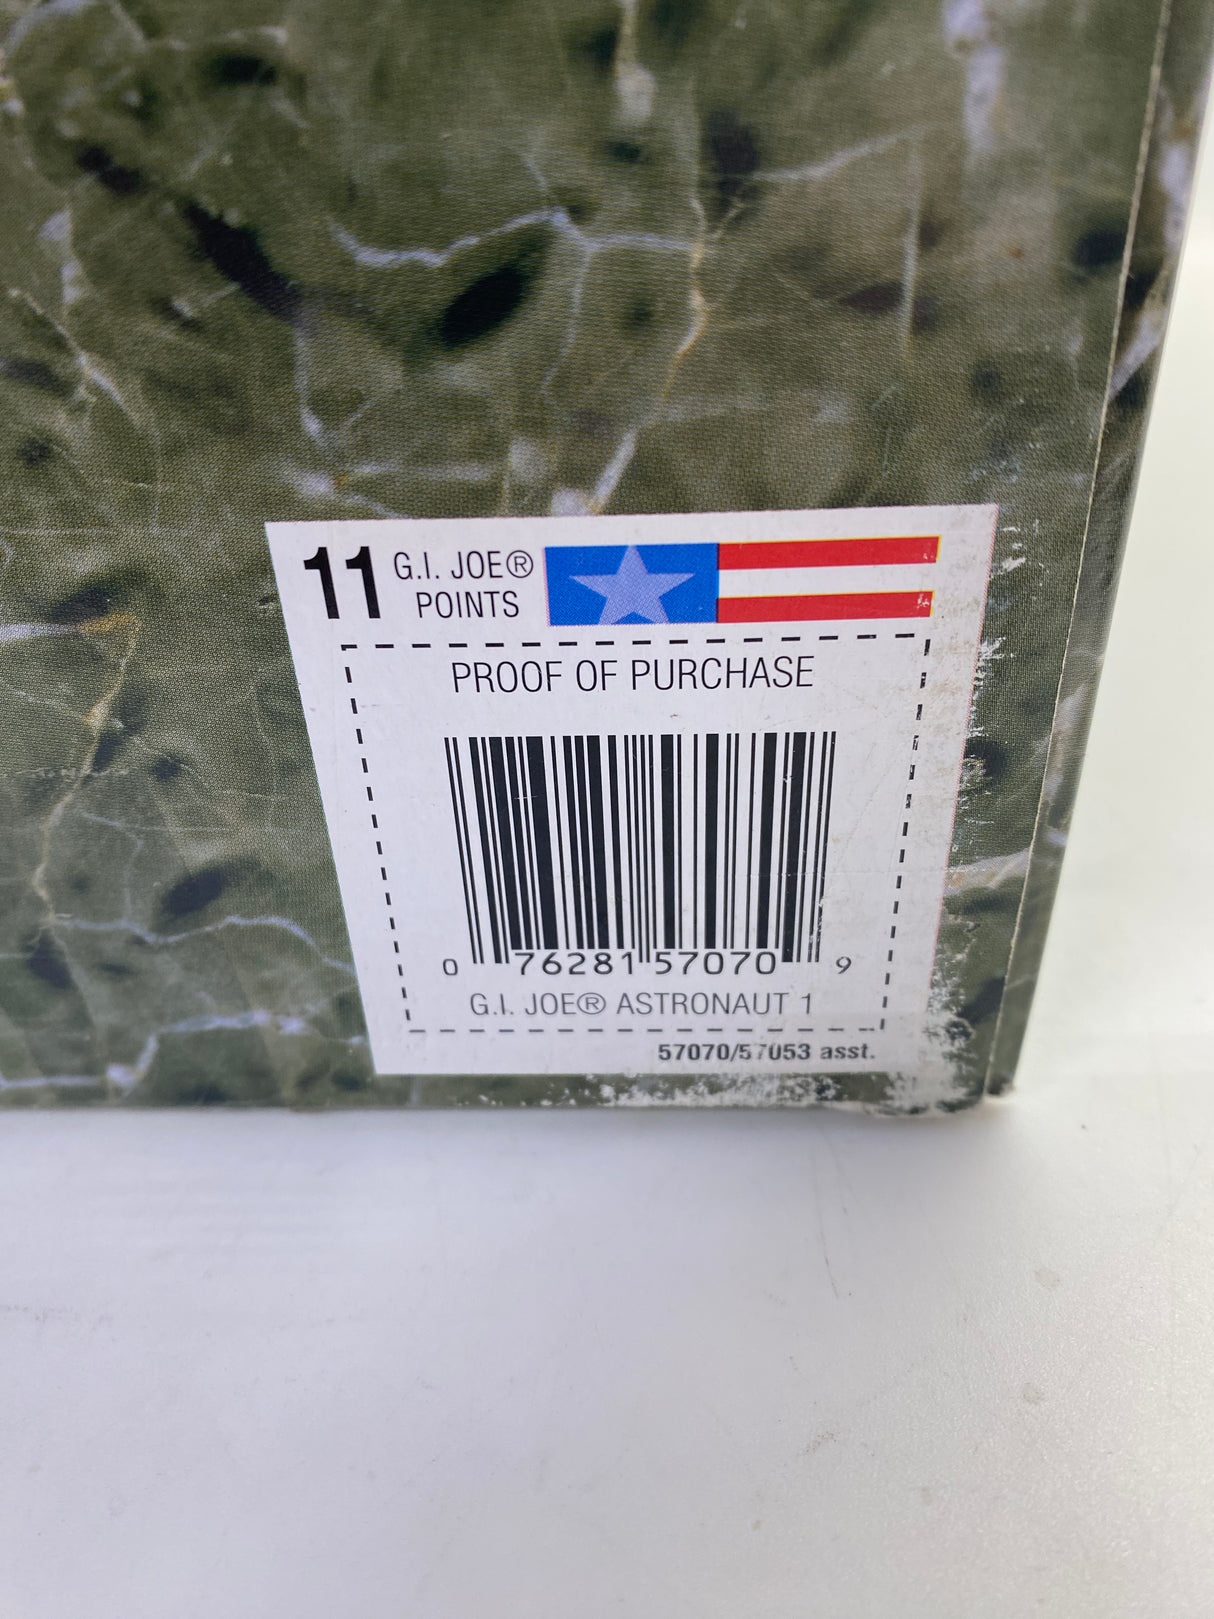 11 G.I. JOE®
POINTS
PROOF OF PURCHASE
0 76281 57070 9
G.I. JOE® ASTRONAUT 1
57070/57053 asst.